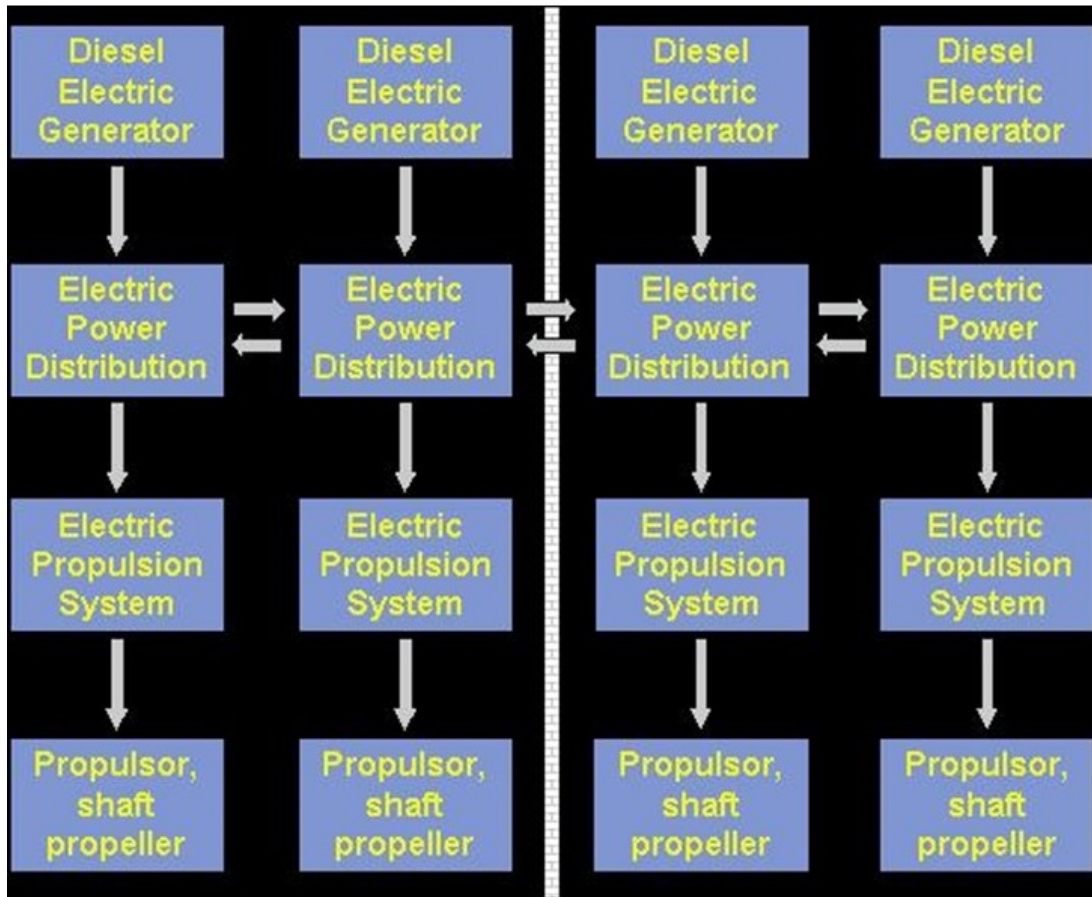 Diesel
Electric
Generator
Diesel
Electric
Generator
Diesel
Electric
Generator
Diesel
Electric
Generator
Electric
Power
Distribution
Electric
Power
Distribution
Electric
Power
Distribution
Electric
Power
Distribution
Electric
Propulsion
System
Electric
Propulsion
System
Electric
Propulsion
System
Electric
Propulsion
System
Propulsor,
shaft
propeller
Propulsor,
shaft
propeller
Propulsor,
shaft
propeller
Propulsor,
shaft
propeller